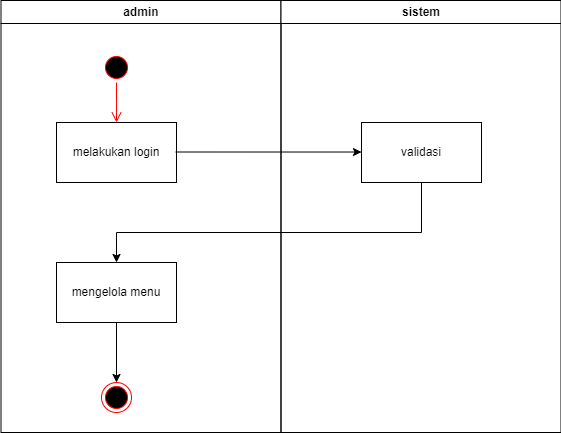 admin
sistem
melakukan login
validasi
mengelola menu